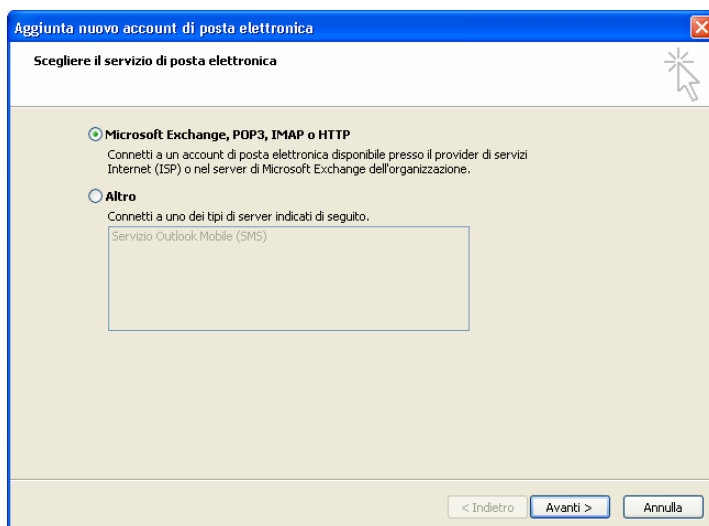 Aggiunta nuovo account di posta elettronica
Scegliere il servizio di posta elettronica
Microsoft Exchange, POP3, IMAP o HTTP
Connetti a un account di posta elettronica disponibile presso il provider di servizi
Internet (ISP) o nel server di Microsoft Exchange dell'organizzazione.
Altro
Connetti a uno dei tipi di server indicati di seguito.
Servizio Outlook Mobile (SMS)
< Indietro Avanti > Annulla